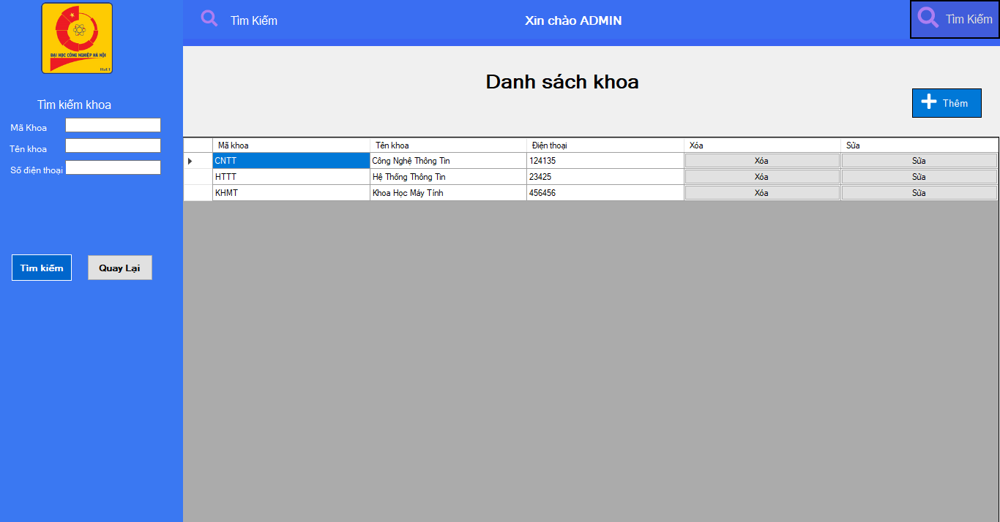 ĐẠI HỌC CÔNG NGHIỆP HÀ NỘI
HaUI
Tìm Kiếm
Xin chào ADMIN
Tìm Kiếm
Tìm kiếm khoa
Mã Khoa
Tên khoa
Số điện thoại
Tìm kiếm
Quay Lại
Danh sách khoa
Thêm
Mã khoa Tên khoa Điện thoại Xóa Sửa
CNTT Công Nghệ Thông Tin 124135 Xóa Sửa
HTTT Hệ Thống Thông Tin 23425 Xóa Sửa
KHMT Khoa Học Máy Tính 456456 Xóa Sửa